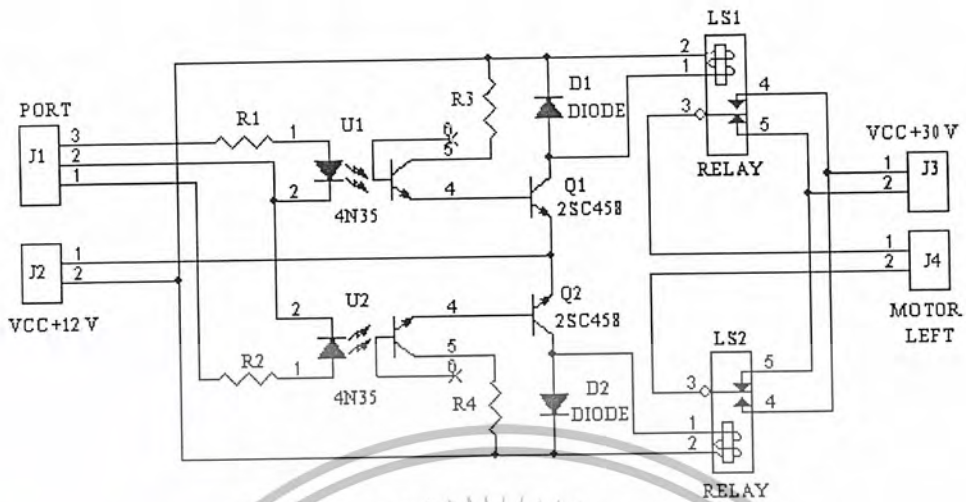 LS1
2
1
D1
DIODE
R3
4
3
5
PORT
R1
1
U1
6
5
3
2
1
J1
VCC+30 V
1
2
J3
RELAY
2
4N35
4
Q1
2SC458
1
2
J4
1
2
J2
Q2
2SC458
MOTOR
LEFT
VCC+12 V
2
U2
4
LS2
5
3
4
R2
1
4N35
5
6
R4
D2
DIODE
1
2
RELAY